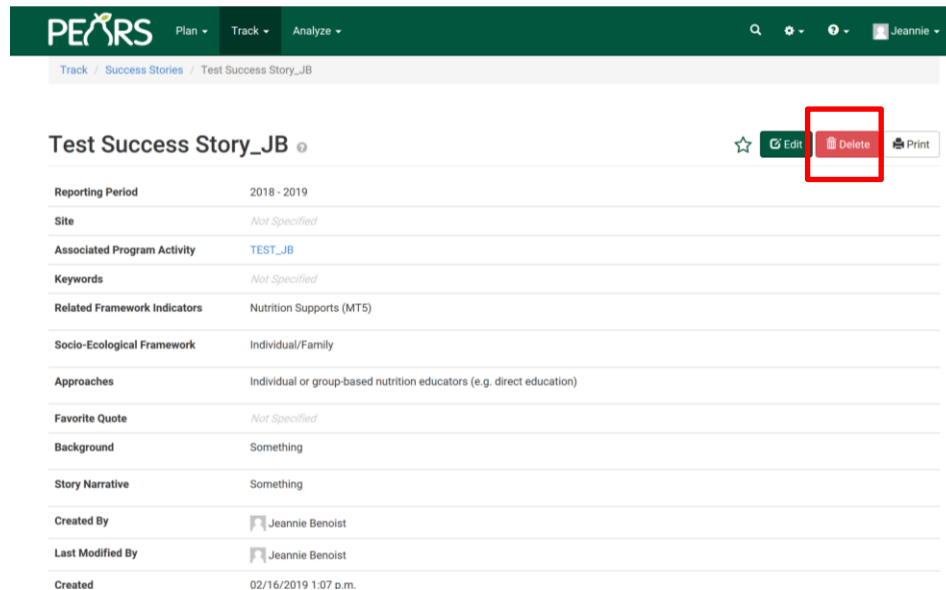 PEARS Plan Track Analyze Jeannie
Track / Success Stories / Test Success Story_JB
Test Success Story_JB Edit Delete Print
Reporting Period 2018 - 2019
Site Not Specified
Associated Program Activity TEST_JB
Keywords Not Specified
Related Framework Indicators Nutrition Supports (MT5)
Socio-Ecological Framework Individual/Family
Approaches Individual or group-based nutrition educators (e.g. direct education)
Favorite Quote Not Specified
Background Something
Story Narrative Something
Created By Jeannie Benoist
Last Modified By Jeannie Benoist
Created 02/16/2019 1:07 p.m.